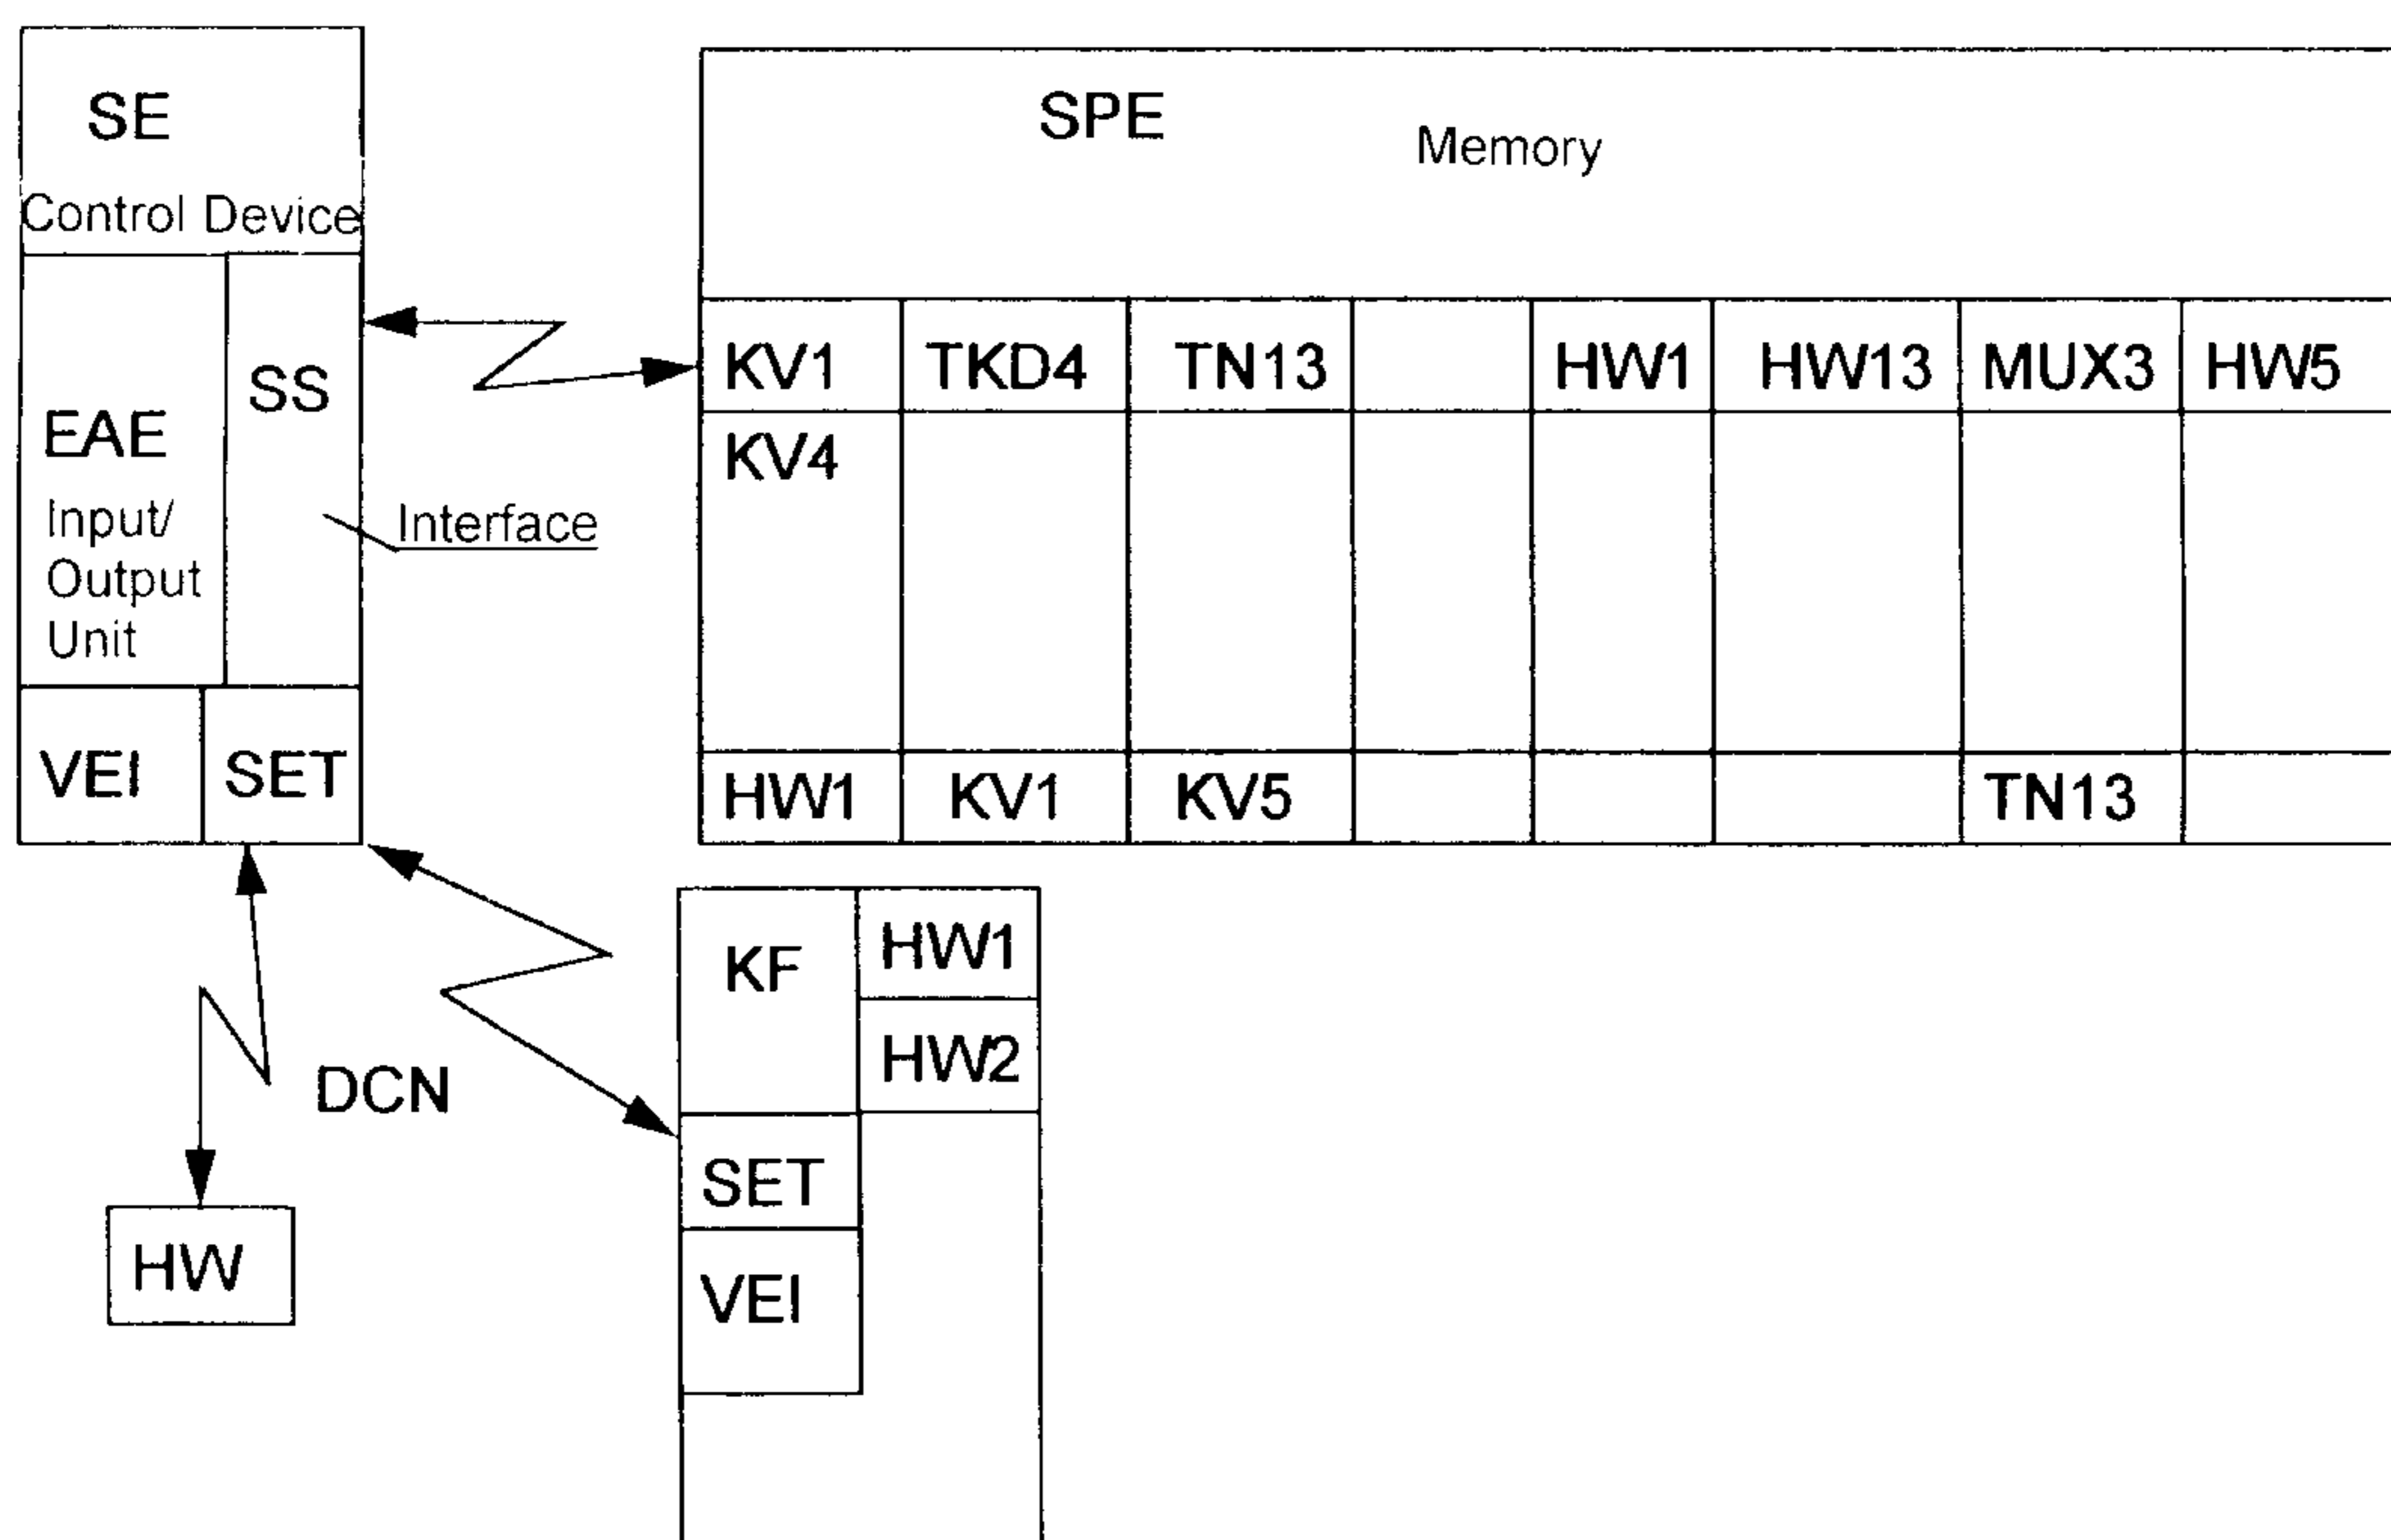 SE
Control Device
EAE
Input/
Output
Unit
SS
Interface
VEI SET
SPE
Memory
KV1 TKD4 TN13 HW1 HW13 MUX3 HW5
KV4
HW1 KV1 KV5 TN13
DCN
HW
KF
HW1
HW2
SET
VEI